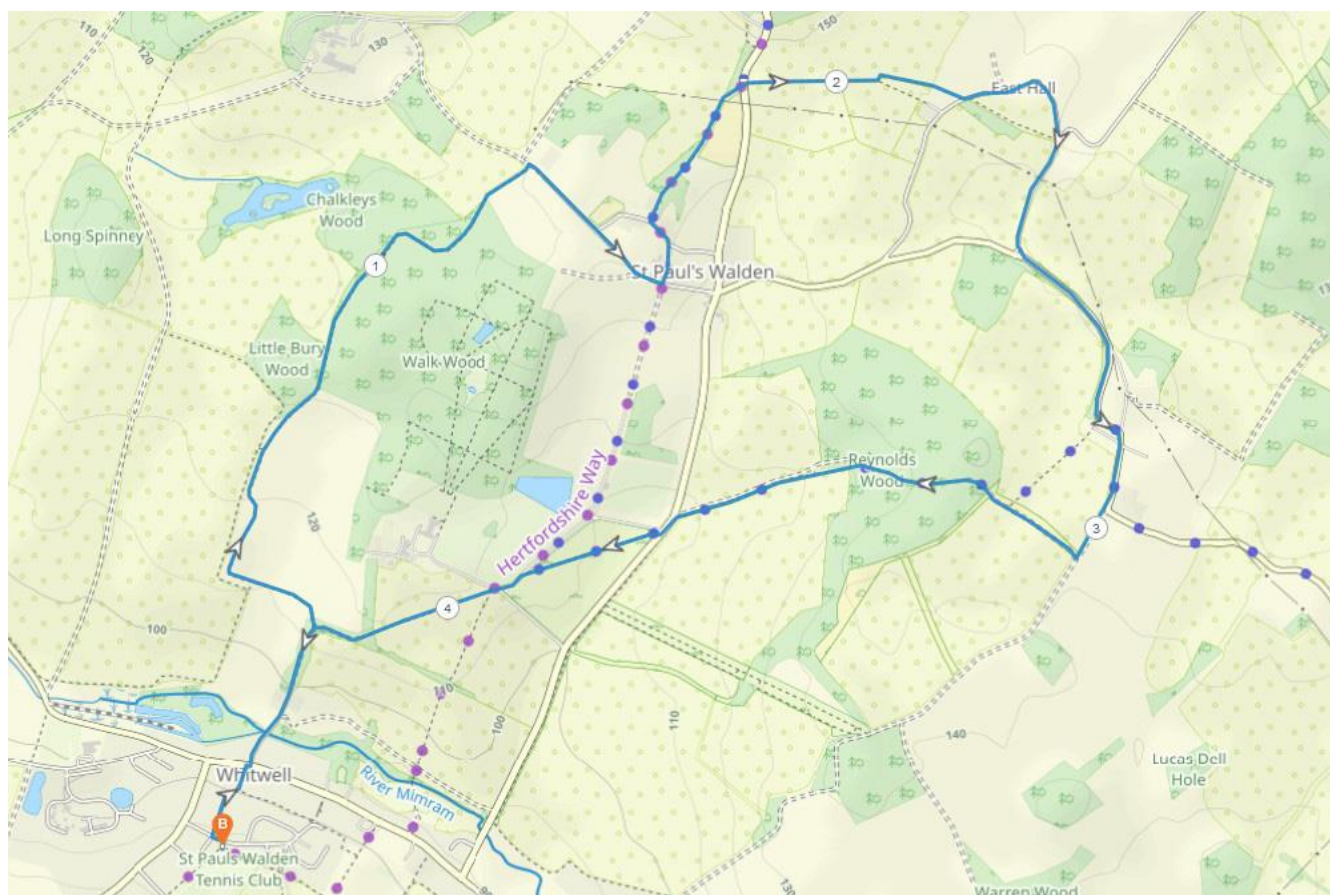 110
120
130
150
2
East Hall
Chalkleys
Wood
Long Spinney
1
St Paul's Walden
Little Bury
Wood
Walk-Wood
Hertfordshire Way
Reynolds
Wood
120
3
4
100
110
100
110
140
Lucas Dell
Hole
Whitwell
River Mimram
B
St Pauls Walden
Tennis Club
130
Warren Wood